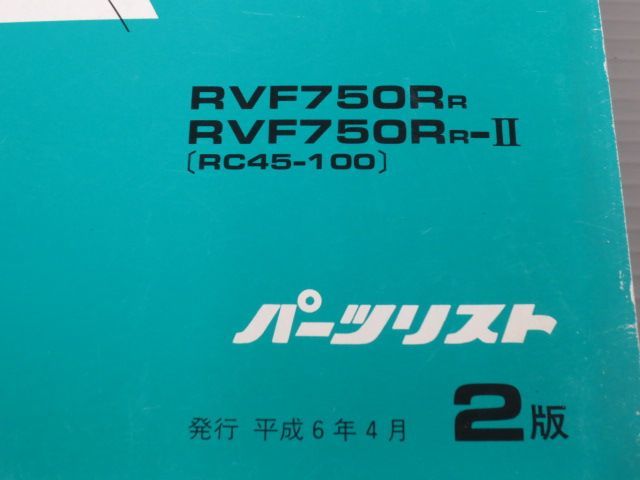 RVF750RR
RVF750RR-II
〔RC45-100〕
パーツリスト
発行 平成6年4月 2版